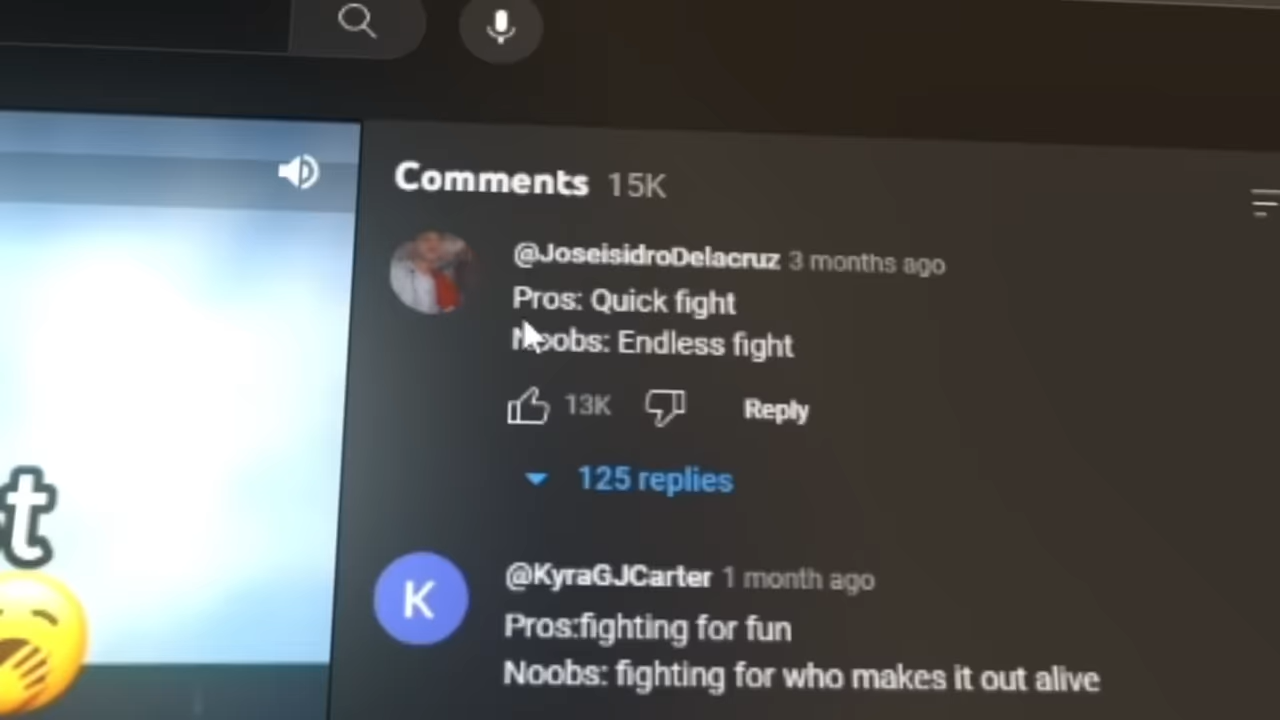 Comments 15K
@JoseisidroDelacruz 3 months ago
Pros: Quick fight
Noobs: Endless fight
13K Reply
125 replies
t
K
@KyraGJCarter 1 month ago
Pros:fighting for fun
Noobs: fighting for who makes it out alive